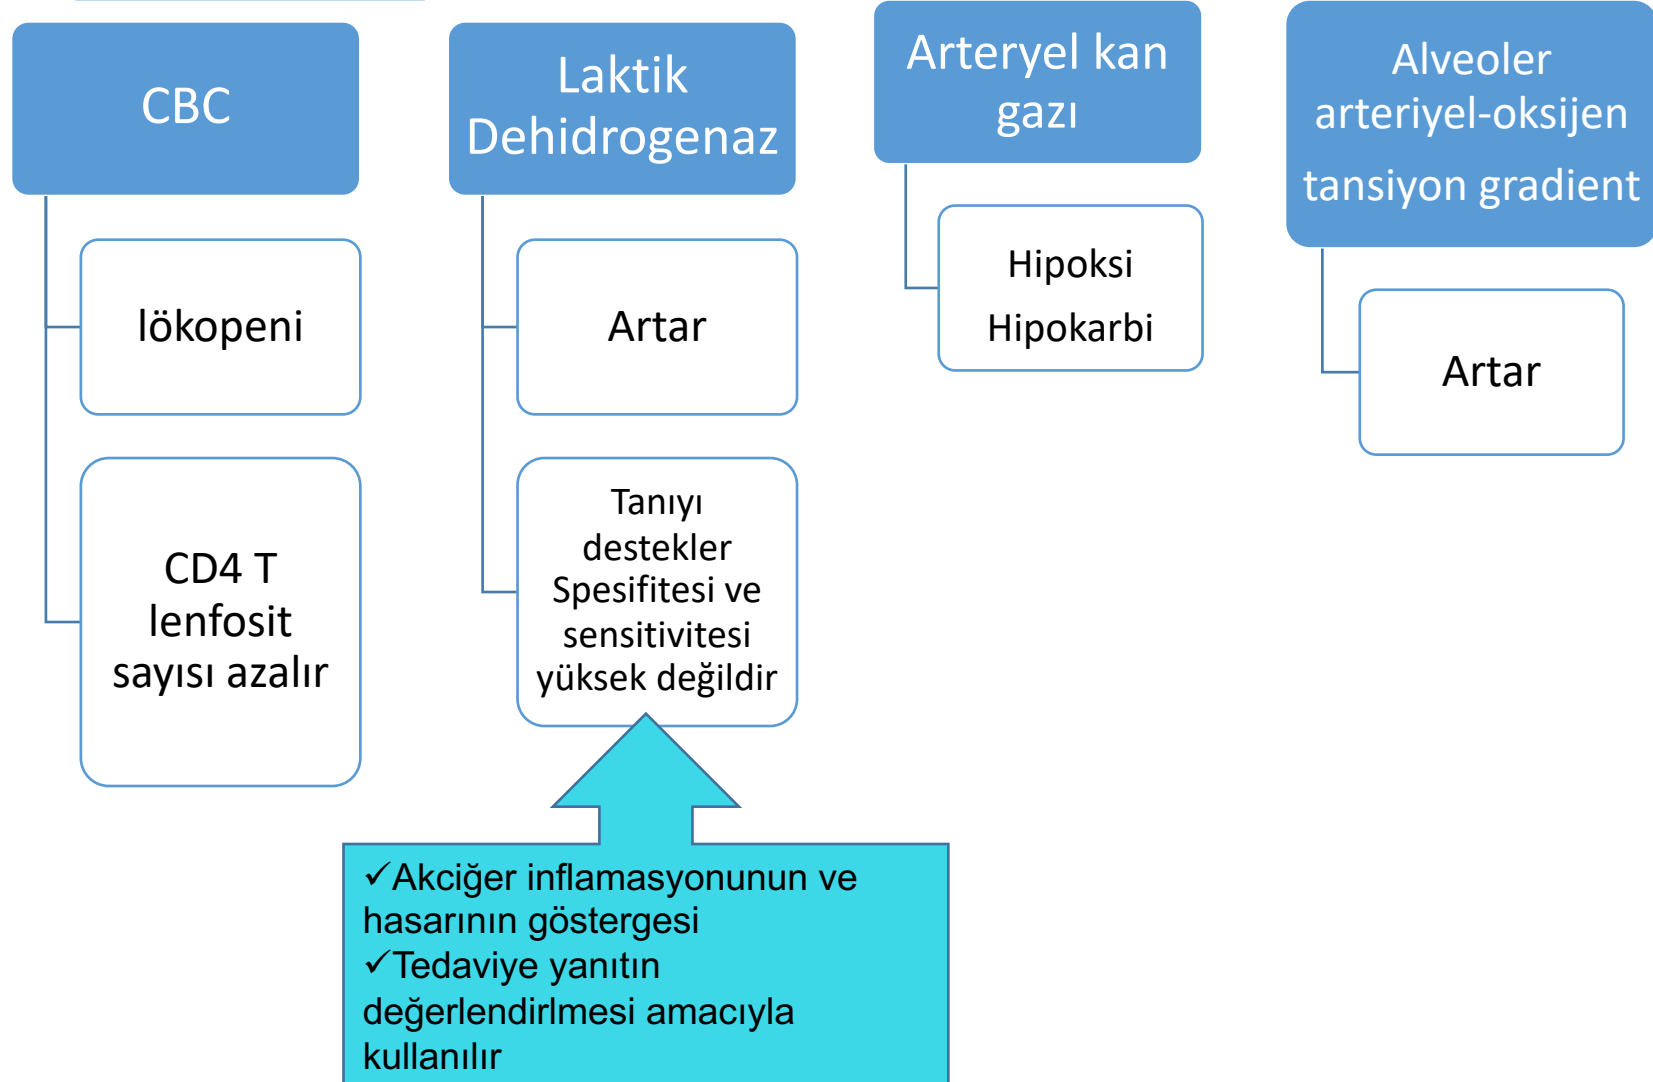 CBC
lökopeni
CD4 T
lenfosit
sayısı azalır
Laktik
Dehidrogenaz
Artar
Tanıyı
destekler
Spesifitesi ve
sensitivitesi
yüksek değildir
✓Akciğer inflamasyonunun ve
hasarının göstergesi
✓Tedaviye yanıtın
değerlendirlmesi amacıyla
kullanılır
Arteryel kan
gazı
Hipoksi
Hipokarbi
Alveoler
arteriyel-oksijen
tansiyon gradient
Artar